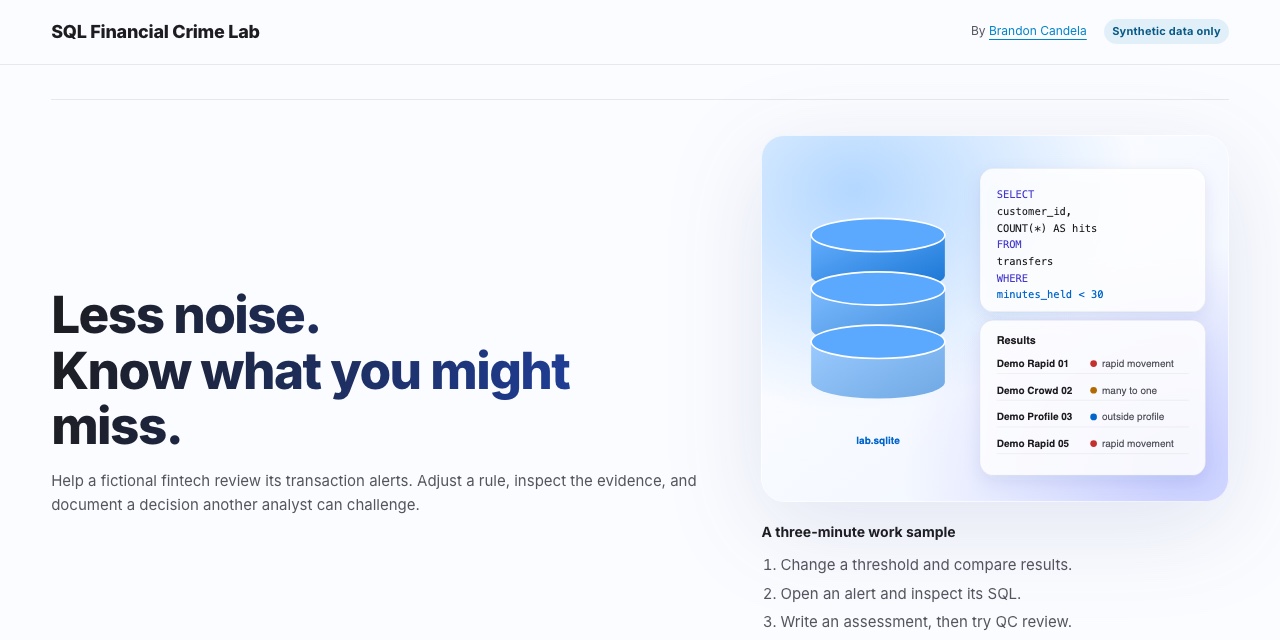 SQL Financial Crime Lab
By Brandon Candela
Synthetic data only
Less noise.
Know what you might
miss.
Help a fictional fintech review its transaction alerts. Adjust a rule, inspect the evidence, and
document a decision another analyst can challenge.
lab.sqlite
SELECT
customer_id,
COUNT(*) AS hits
FROM
transfers
WHERE
minutes_held < 30
Results
Demo Rapid 01 rapid movement
Demo Crowd 02 many to one
Demo Profile 03 outside profile
Demo Rapid 05 rapid movement
A three-minute work sample
1. Change a threshold and compare results.
2. Open an alert and inspect its SQL.
3. Write an assessment, then try QC review.